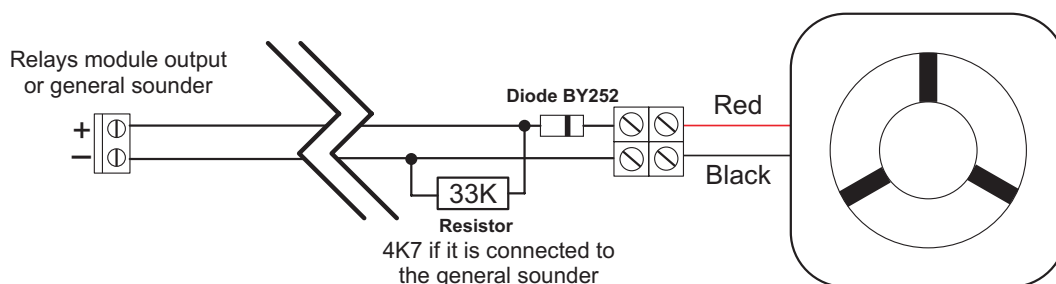 Relays module output
or general sounder
+
−
Diode BY252
Red
Black
33K
Resistor
4K7 if it is connected to
the general sounder